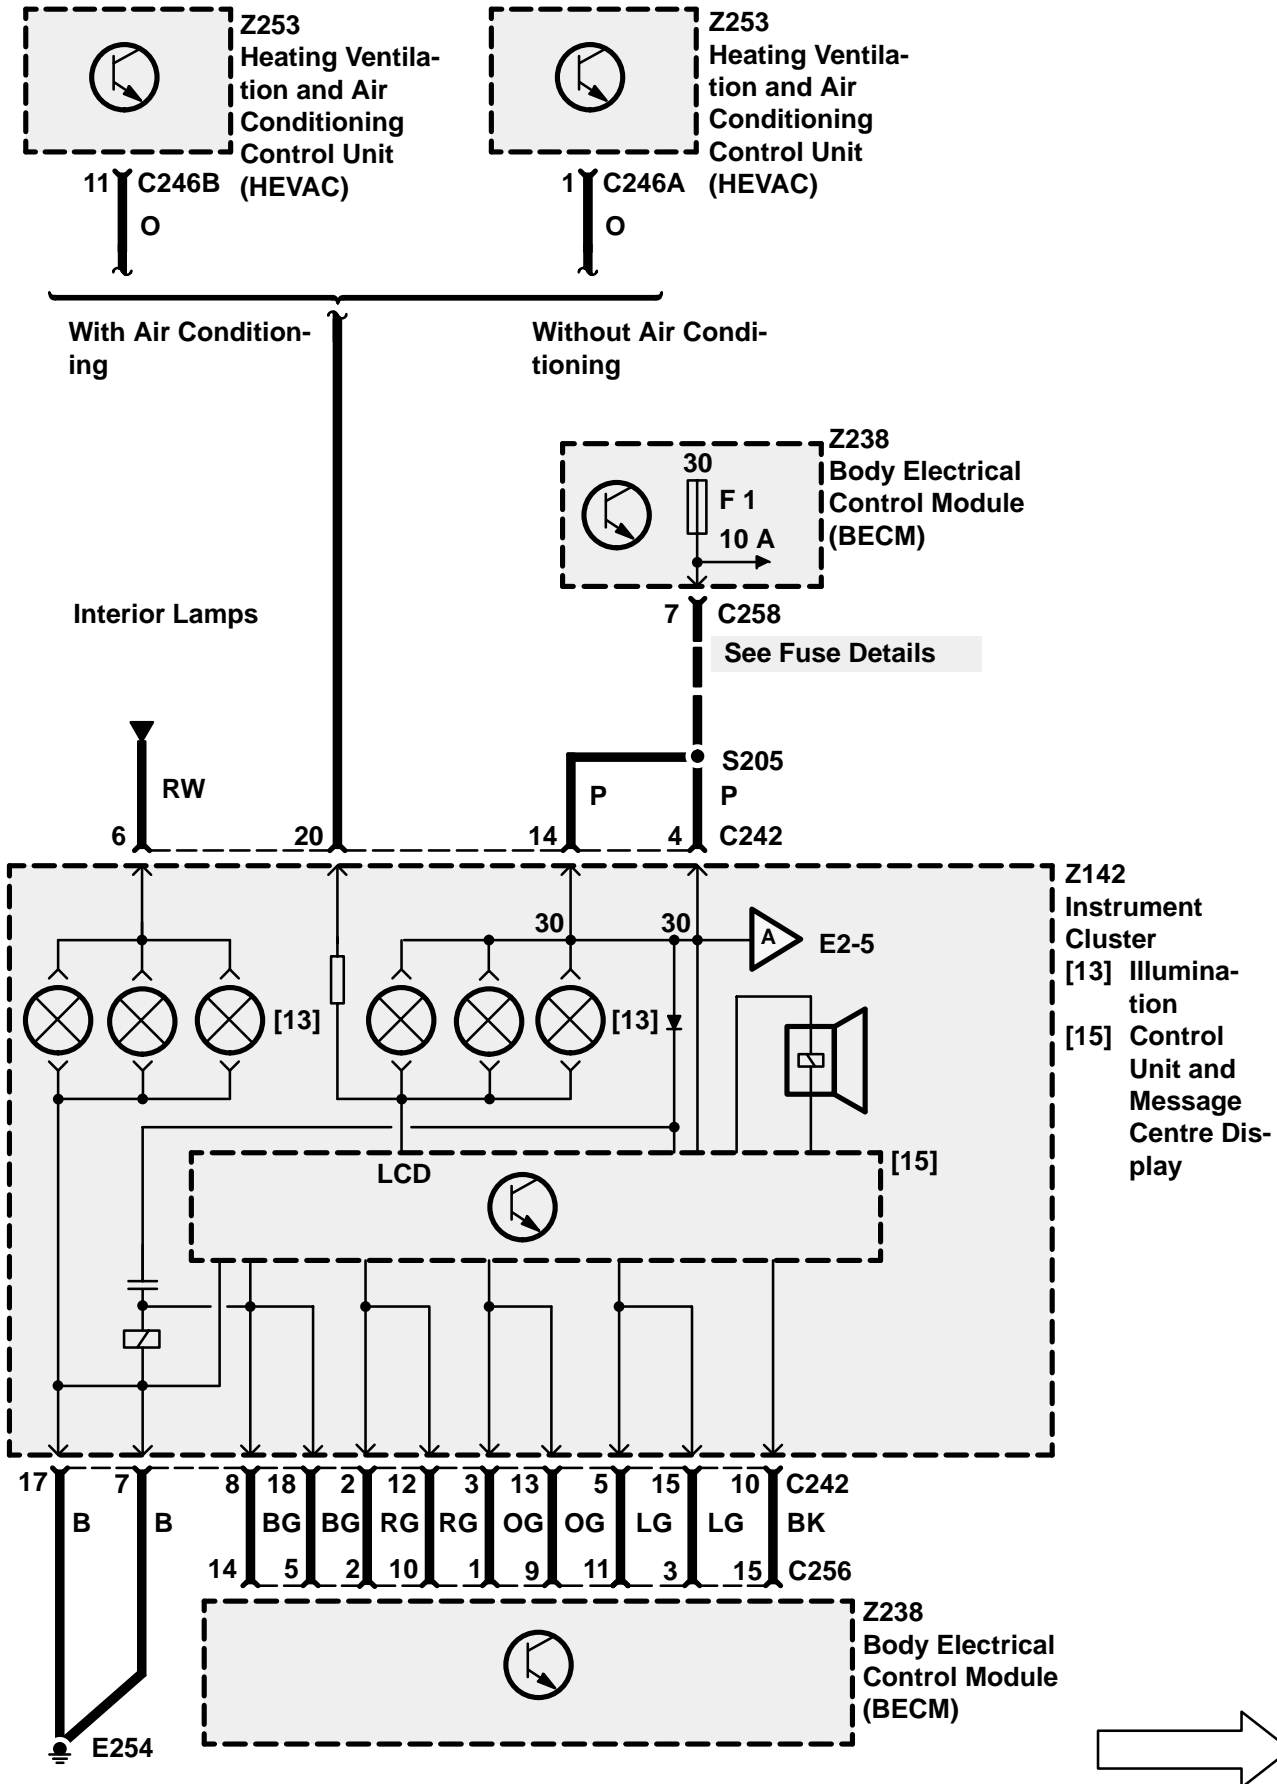 Z253
Heating Ventila-
tion and Air
Conditioning
Control Unit
(HEVAC)
Z253
Heating Ventila-
tion and Air
Conditioning
Control Unit
(HEVAC)
11 C246B
O
1 C246A
O
With Air Condition-
ing
Without Air Condi-
tioning
Z238
Body Electrical
Control Module
(BECM)
30
F 1
10 A
7 C258
See Fuse Details
Interior Lamps
S205
RW P P
6 20 14 4 C242
Z142
Instrument
Cluster
[13] Illumina-
tion
[15] Control
Unit and
Message
Centre Dis-
play
30 30 A E2-5
[13] [13]
LCD [15]
17 7 8 18 2 12 3 13 5 15 10 C242
B B BG BG RG RG OG OG LG LG BK
14 5 2 10 1 9 11 3 15 C256
Z238
Body Electrical
Control Module
(BECM)
E254